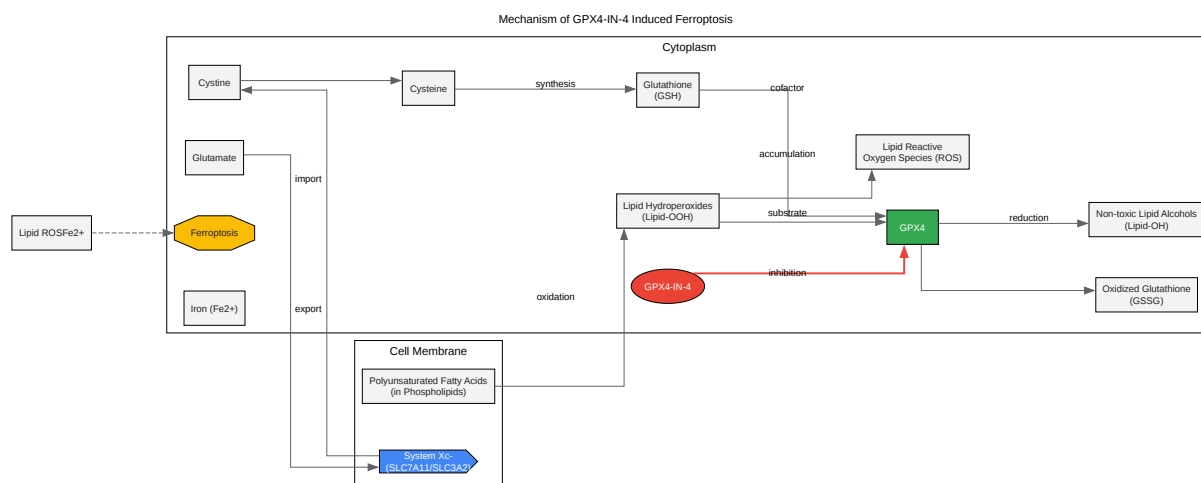 Mechanism of GPX4-IN-4 Induced Ferroptosis
Cytoplasm
Cystine
Cysteine
synthesis
Glutathione
(GSH)
cofactor
Glutamate
import
accumulation
Lipid Reactive
Oxygen Species (ROS)
Lipid ROSFe2+
Ferroptosis
Lipid Hydroperoxides
(Lipid-OOH)
substrate
GPX4
reduction
Non-toxic Lipid Alcohols
(Lipid-OH)
GPX4-IN-4
inhibition
Oxidized Glutathione
(GSSG)
Iron (Fe2+)
export
oxidation
Cell Membrane
Polyunsaturated Fatty Acids
(in Phospholipids)
System Xc-
(SLC7A11/SLC3A2)